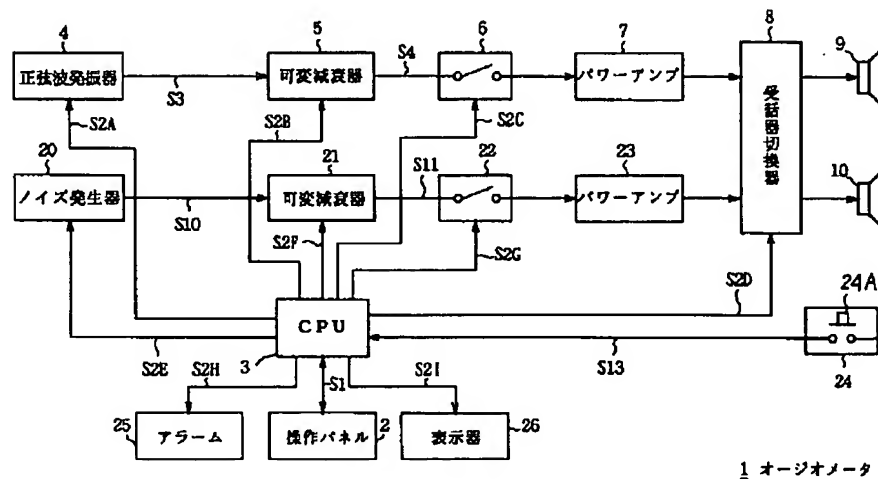 4
5
6
7
8
9
正弦波発振器
S3
可変減衰器
S4
パワーアンプ
受話器切換器
S2A
S2B
S2C
20
21
22
23
10
ノイズ発生器
S10
可変減衰器
S11
パワーアンプ
S2F
S2G
S2D
24A
CPU
3
S2E
S13
24
S2H
S1
S2I
25
アラーム
操作パネル
2
表示器
26
1 オージオメータ